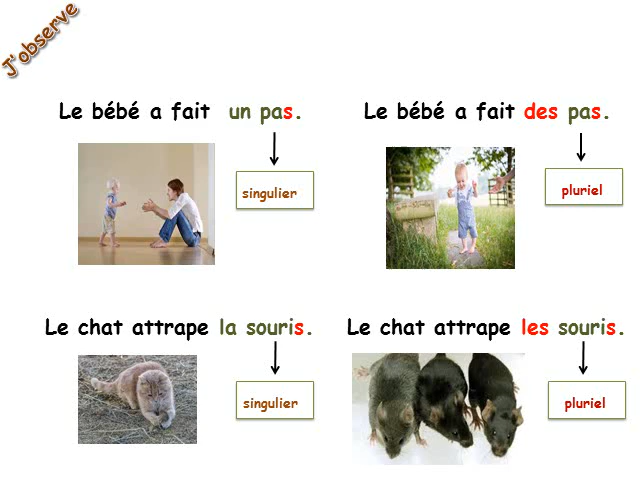 J'observe
Le bébé a fait un pas.
Le bébé a fait des pas.
singulier
pluriel
Le chat attrape la souris.
Le chat attrape les souris.
singulier
pluriel